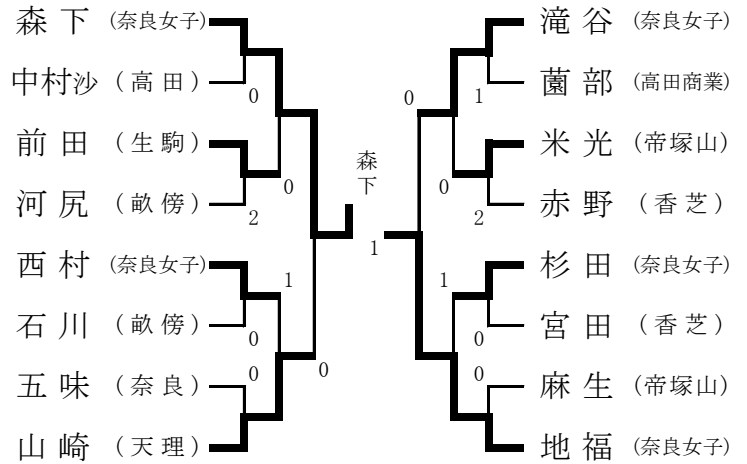 森下 (奈良女子)
中村沙 (高田)
0
前田 (生駒)
0
河尻 (畝傍)
2
西村 (奈良女子)
1
石川 (畝傍)
0
五味 (奈良)
0
0
山崎 (天理)
森下
1
滝谷 (奈良女子)
0
1
薗部 (高田商業)
米光 (帝塚山)
0
2
赤野 (香芝)
杉田 (奈良女子)
1
宮田 (香芝)
0
麻生 (帝塚山)
0
地福 (奈良女子)